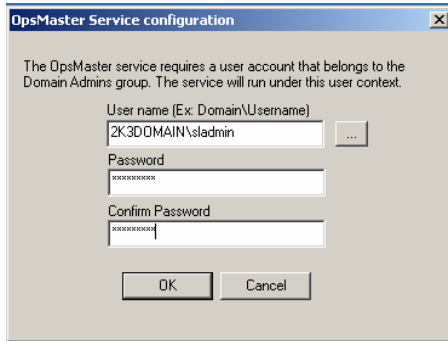 OpsMaster Service configuration
The OpsMaster service requires a user account that belongs to the
Domain Admins group. The service will run under this user context.
User name (Ex: Domain\Username)
2K3DOMAIN\sladmin
...
Password
*********
Confirm Password
*********
OK
Cancel